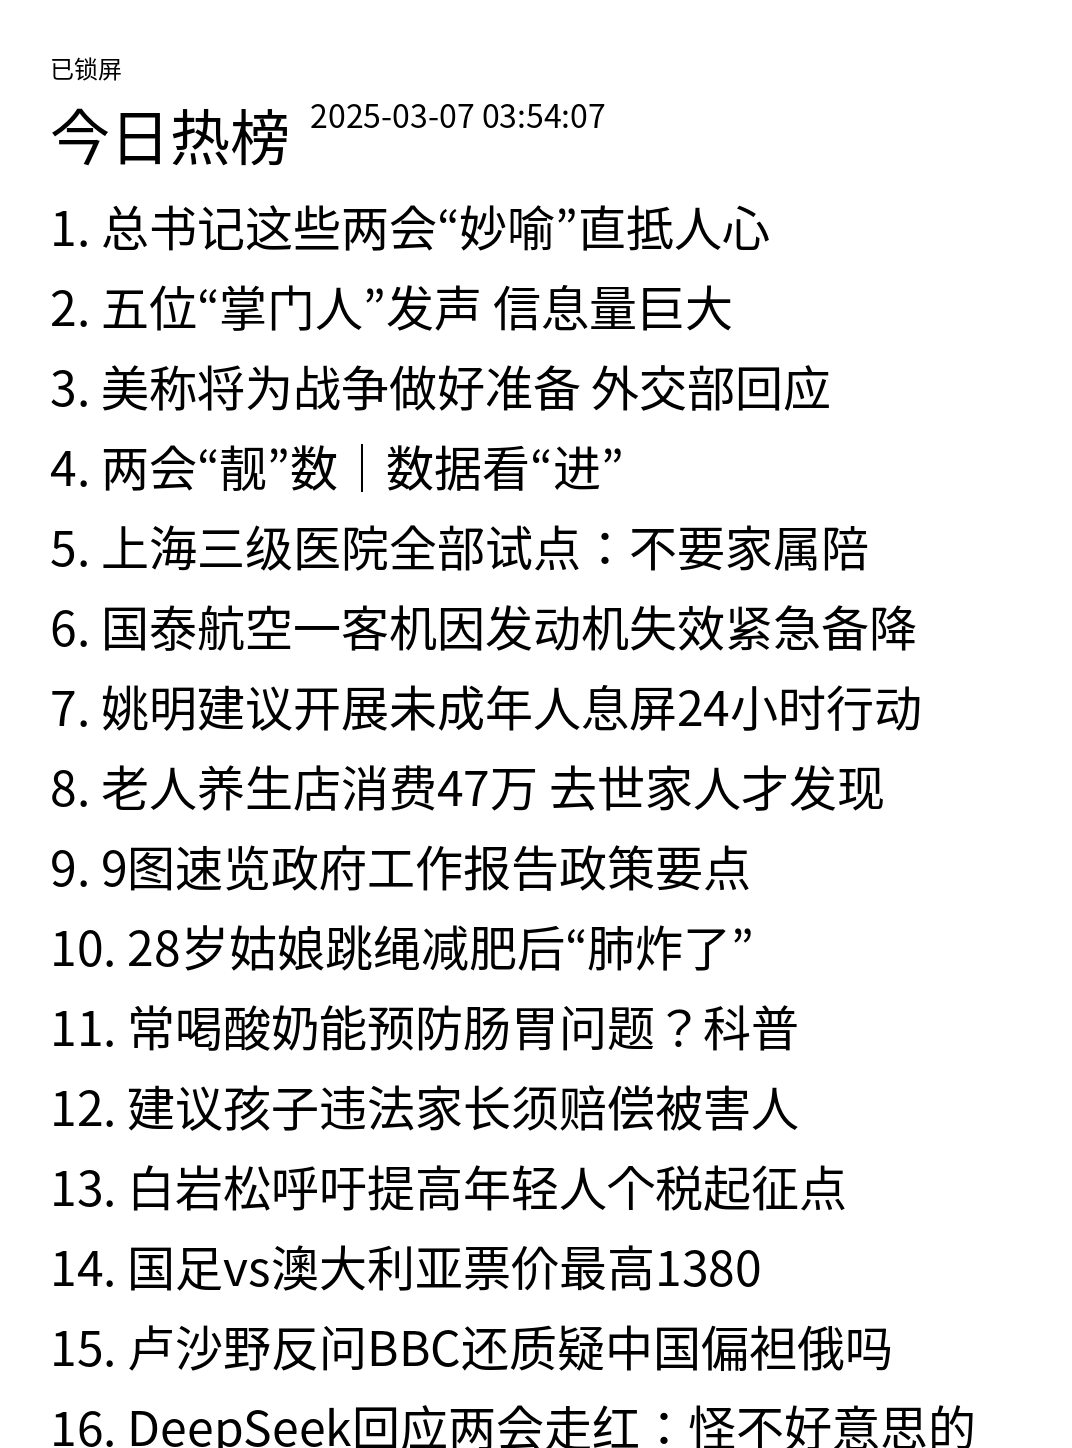 已锁屏
今日热榜 2025-03-07 03:54:07
1. 总书记这些两会“妙喻”直抵人心
2. 五位“掌门人”发声 信息量巨大
3. 美称将为战争做好准备 外交部回应
4. 两会“靓”数｜数据看“进”
5. 上海三级医院全部试点：不要家属陪
6. 国泰航空一客机因发动机失效紧急备降
7. 姚明建议开展未成年人息屏24小时行动
8. 老人养生店消费47万 去世家人才发现
9. 9图速览政府工作报告政策要点
10. 28岁姑娘跳绳减肥后“肺炸了”
11. 常喝酸奶能预防肠胃问题？科普
12. 建议孩子违法家长须赔偿被害人
13. 白岩松呼吁提高年轻人个税起征点
14. 国足vs澳大利亚票价最高1380
15. 卢沙野反问BBC还质疑中国偏袒俄吗
16. DeepSeek回应两会走红：怪不好意思的